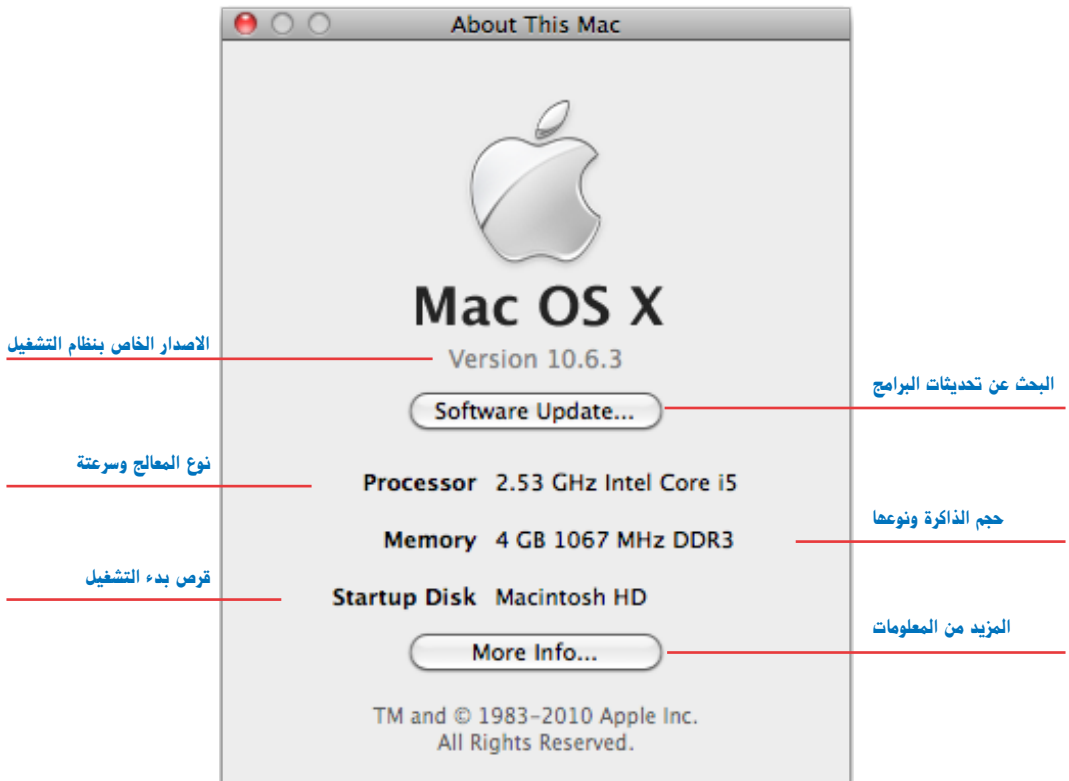 About This Mac
Mac OS X
الاصدار الخاص بنظام التشغيل
Version 10.6.3
البحث عن تحديثات البرامج
Software Update...
نوع المعالج وسرعتة
Processor 2.53 GHz Intel Core i5
حجم الذاكرة ونوعها
Memory 4 GB 1067 MHz DDR3
قرص بدء التشغيل
Startup Disk Macintosh HD
المزيد من المعلومات
More Info...
TM and © 1983–2010 Apple Inc.
All Rights Reserved.